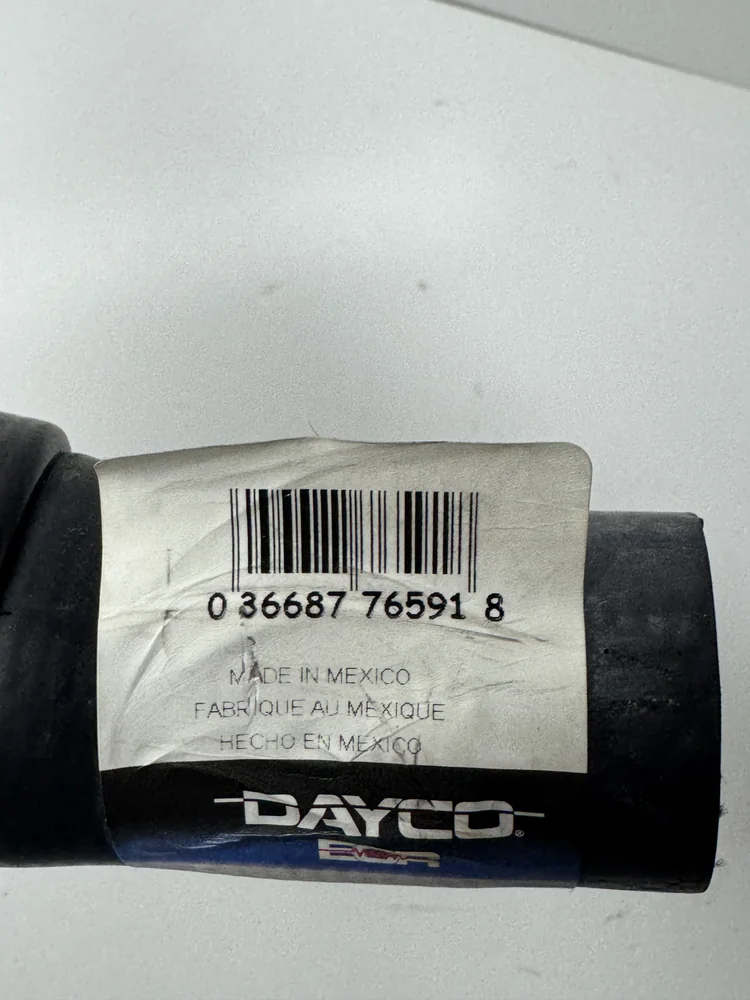 0 36687 76591 8
MADE IN MEXICO
FABRIQUE AU MEXIQUE
HECHO EN MEXICO
DAYCO®